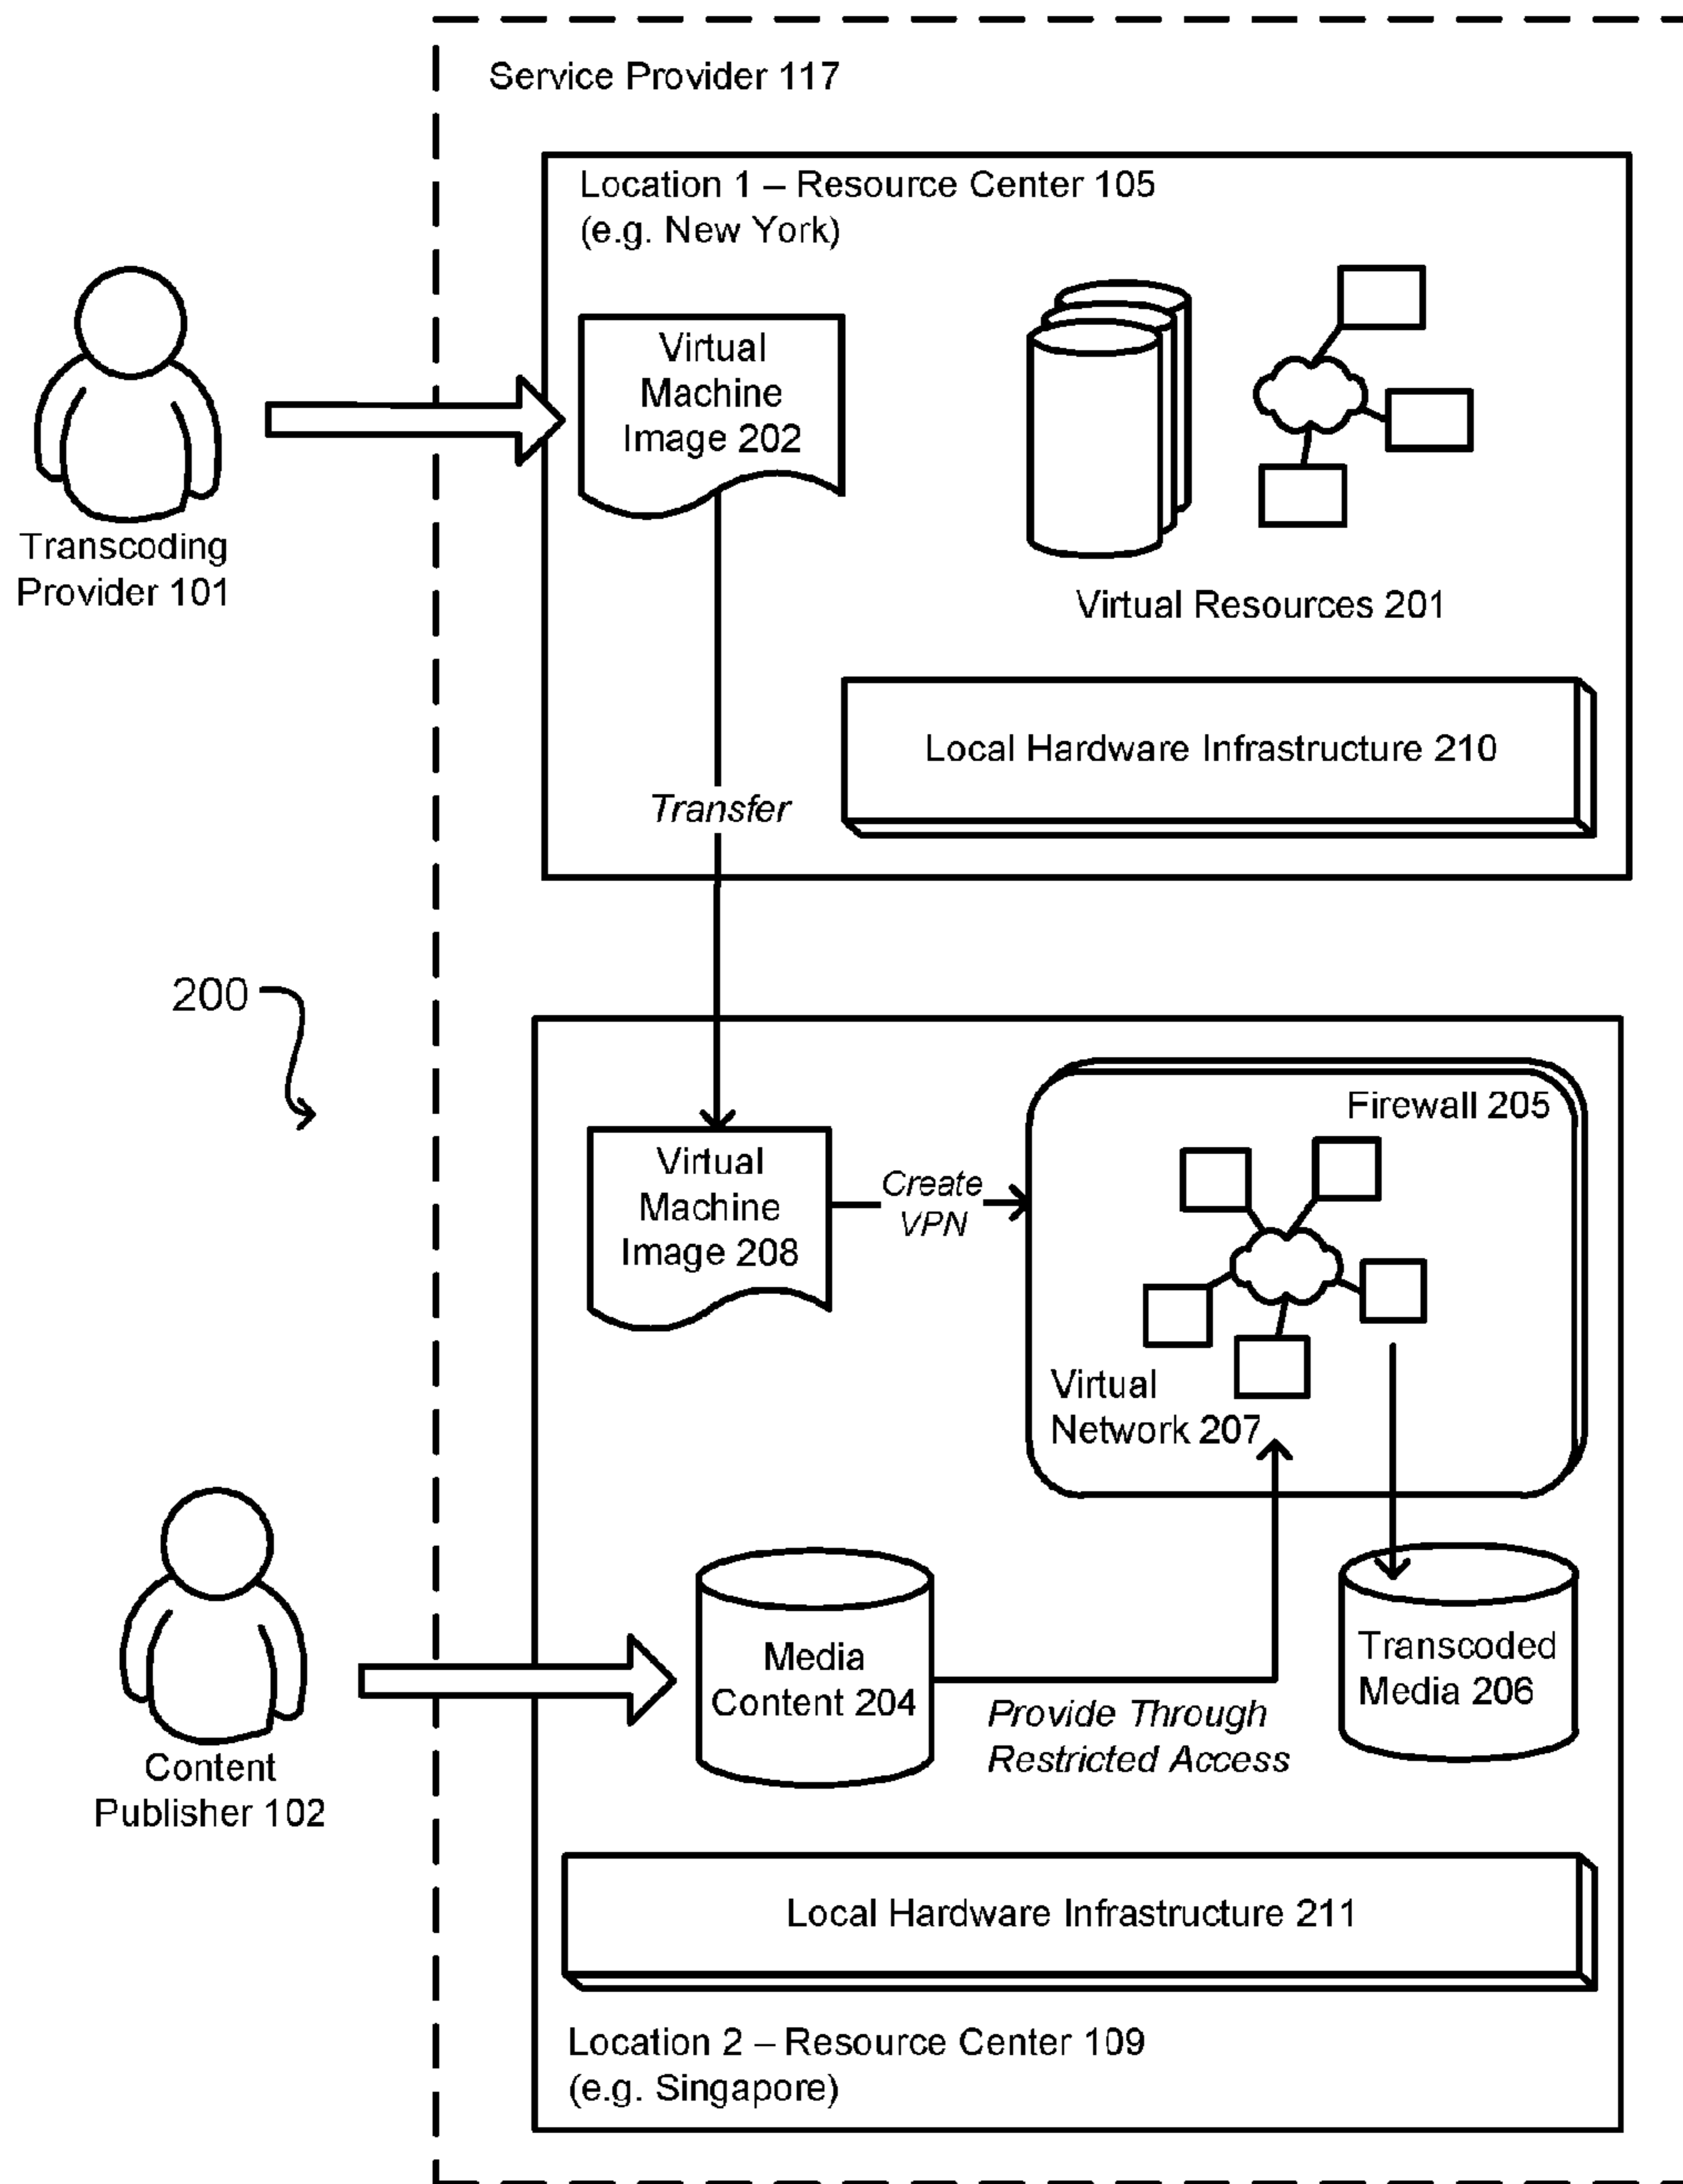 Service Provider 117
Location 1 – Resource Center 105
(e.g. New York)
Virtual
Machine
Image 202
Transcoding
Provider 101
Virtual Resources 201
Local Hardware Infrastructure 210
Transfer
200
Firewall 205
Virtual
Machine
Image 208
Create
VPN
Virtual
Network 207
Media
Content 204
Transcoded
Media 206
Provide Through
Restricted Access
Content
Publisher 102
Local Hardware Infrastructure 211
Location 2 – Resource Center 109
(e.g. Singapore)